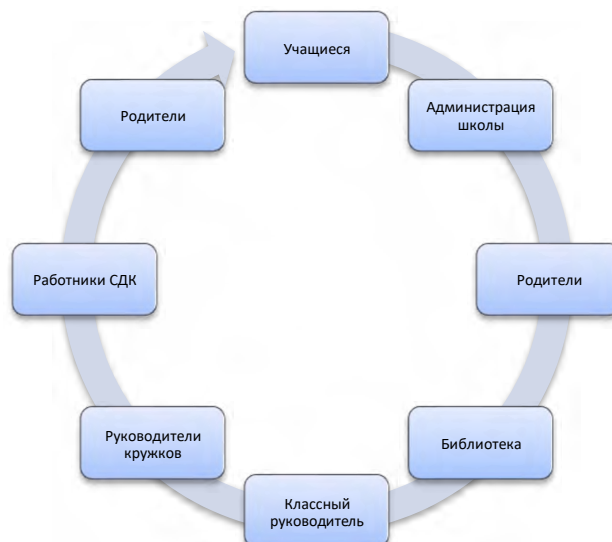 Учащиеся
Администрация
школы
Родители
Библиотека
Классный
руководитель
Руководители
кружков
Работники СДК
Родители